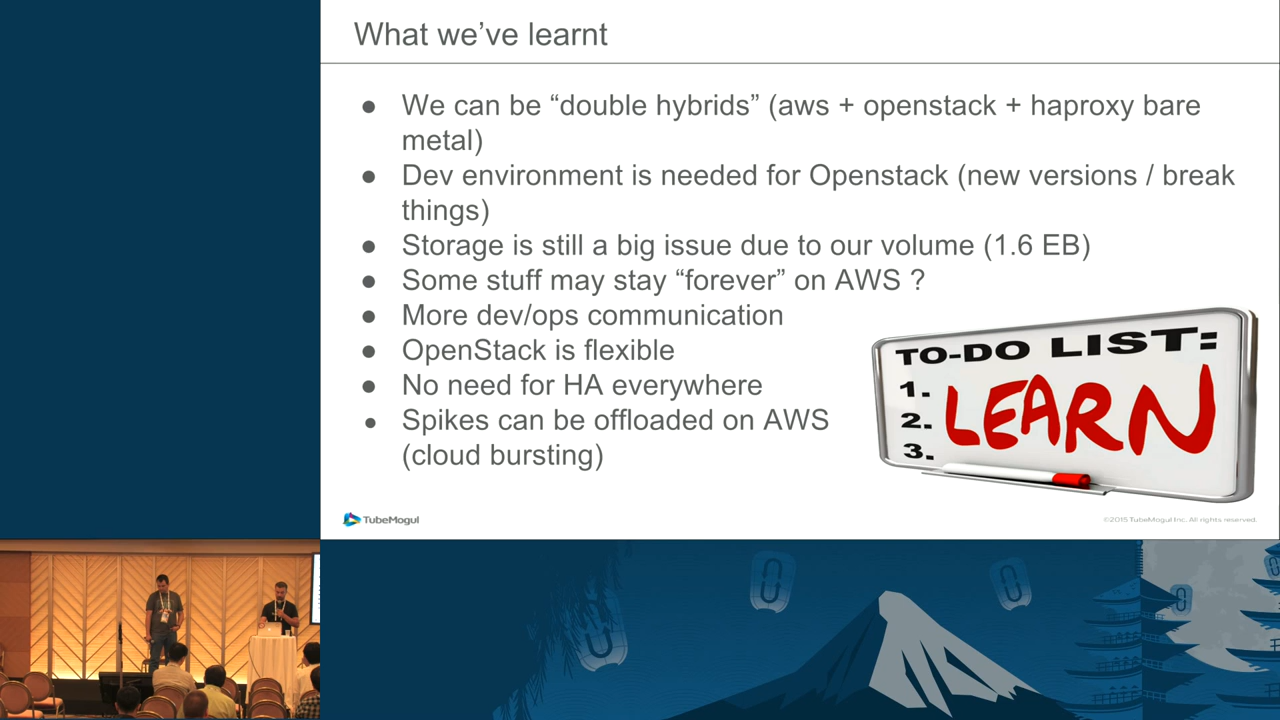 What we've learnt
● We can be “double hybrids” (aws + openstack + haproxy bare
metal)
● Dev environment is needed for Openstack (new versions / break
things)
● Storage is still a big issue due to our volume (1.6 EB)
● Some stuff may stay “forever” on AWS ?
● More dev/ops communication
● OpenStack is flexible
● No need for HA everywhere
● Spikes can be offloaded on AWS
(cloud bursting)
TO-DO LIST:
1.
2. LEARN
3.
TubeMogul
©2015 TubeMogul Inc. All rights reserved.